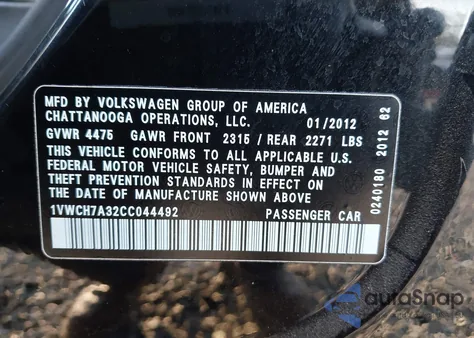 MFD BY VOLKSWAGEN GROUP OF AMERICA
CHATTANOOGA OPERATIONS, LLC. 01/2012
GVWR 4475 GAWR FRONT 2315 / REAR 2271 LBS
THIS VEHICLE CONFORMS TO ALL APPLICABLE U.S.
FEDERAL MOTOR VEHICLE SAFETY, BUMPER AND
THEFT PREVENTION STANDARDS IN EFFECT ON
THE DATE OF MANUFACTURE SHOWN ABOVE
1VWCH7A32CC044492 PASSENGER CAR
0240180 2012 62
autoSnap